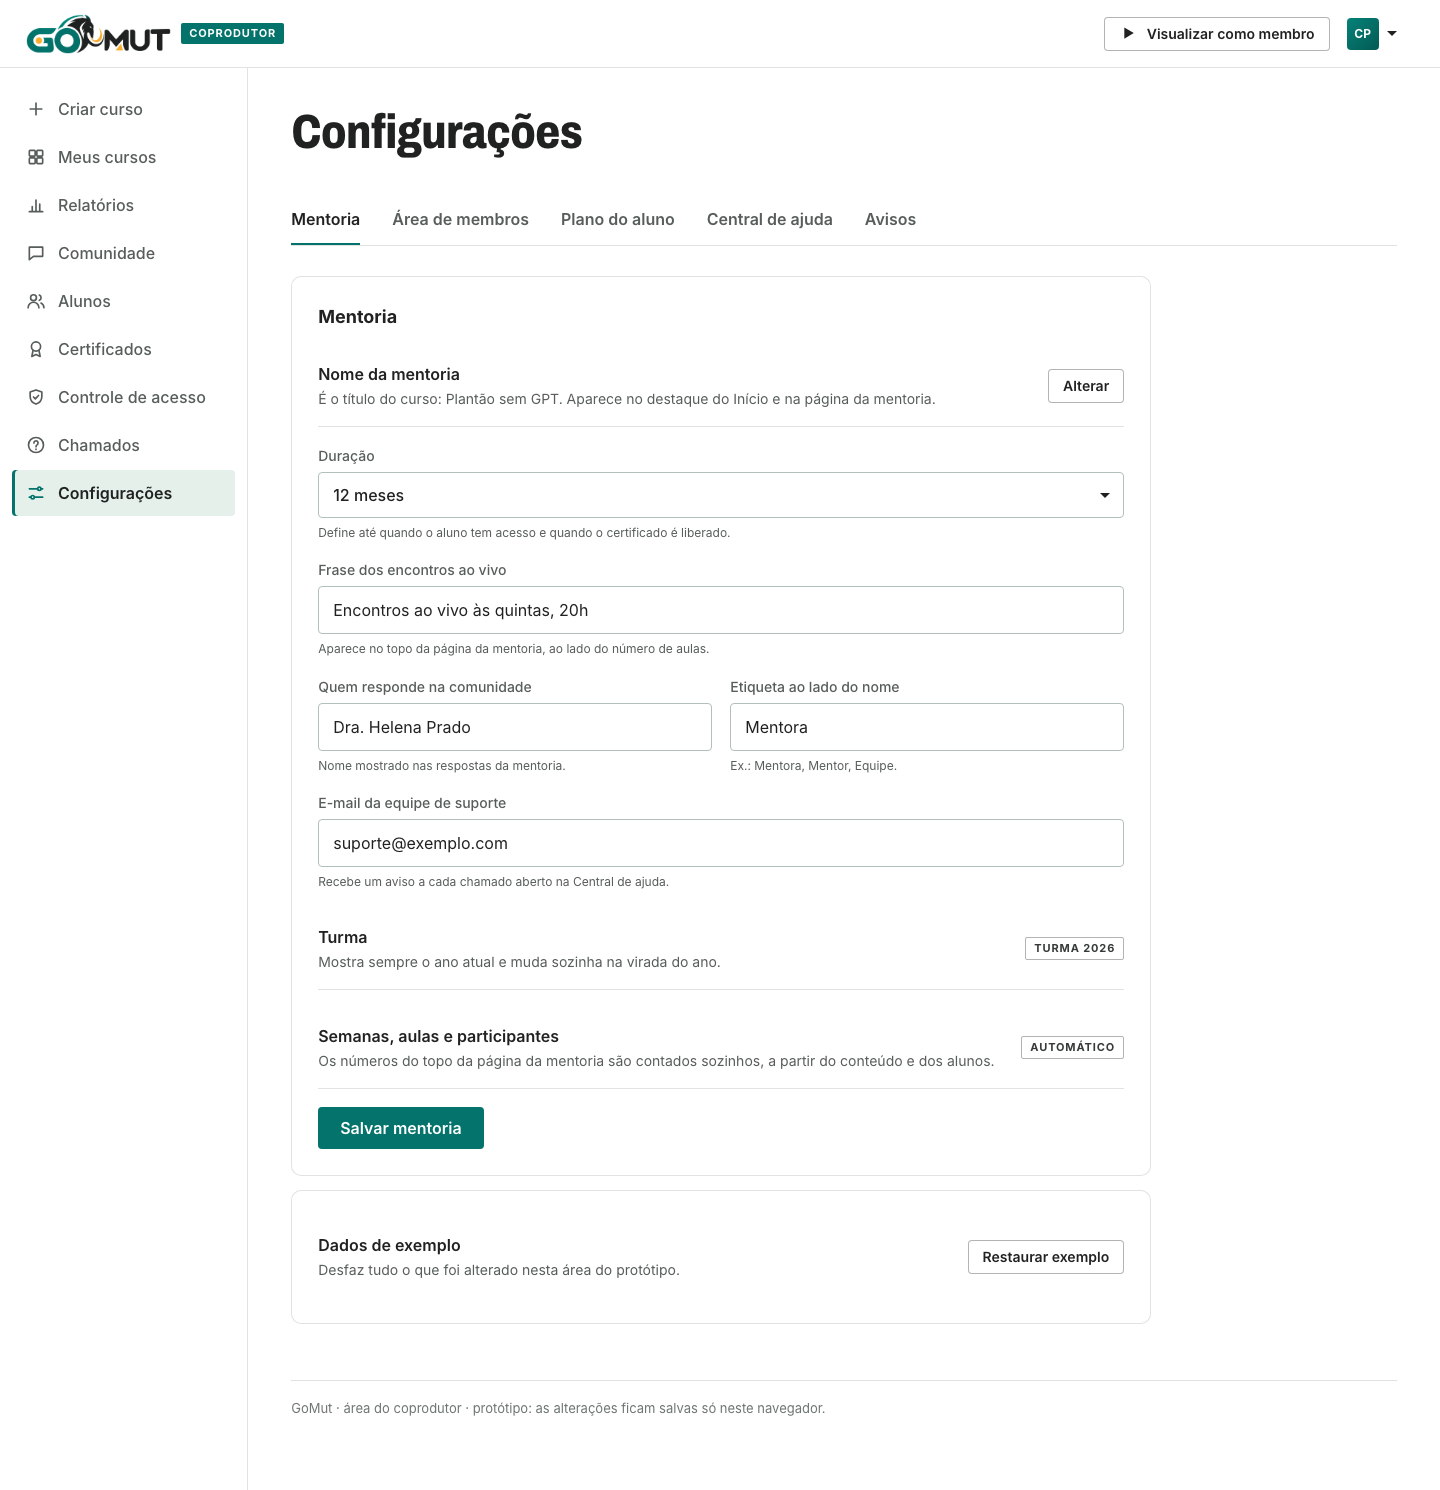 GOMUT COPRODUTOR
Visualizar como membro
CP
Criar curso
Meus cursos
Relatórios
Comunidade
Alunos
Certificados
Controle de acesso
Chamados
Configurações
Configurações
Mentoria Área de membros Plano do aluno Central de ajuda Avisos
Mentoria
Nome da mentoria
É o título do curso: Plantão sem GPT. Aparece no destaque do Início e na página da mentoria.
Alterar
Duração
12 meses
Define até quando o aluno tem acesso e quando o certificado é liberado.
Frase dos encontros ao vivo
Encontros ao vivo às quintas, 20h
Aparece no topo da página da mentoria, ao lado do número de aulas.
Quem responde na comunidade
Dra. Helena Prado
Nome mostrado nas respostas da mentoria.
Etiqueta ao lado do nome
Mentora
Ex.: Mentora, Mentor, Equipe.
E-mail da equipe de suporte
suporte@exemplo.com
Recebe um aviso a cada chamado aberto na Central de ajuda.
Turma
Mostra sempre o ano atual e muda sozinha na virada do ano.
TURMA 2026
Semanas, aulas e participantes
Os números do topo da página da mentoria são contados sozinhos, a partir do conteúdo e dos alunos.
AUTOMÁTICO
Salvar mentoria
Dados de exemplo
Desfaz tudo o que foi alterado nesta área do protótipo.
Restaurar exemplo
GoMut · área do coprodutor · protótipo: as alterações ficam salvas só neste navegador.